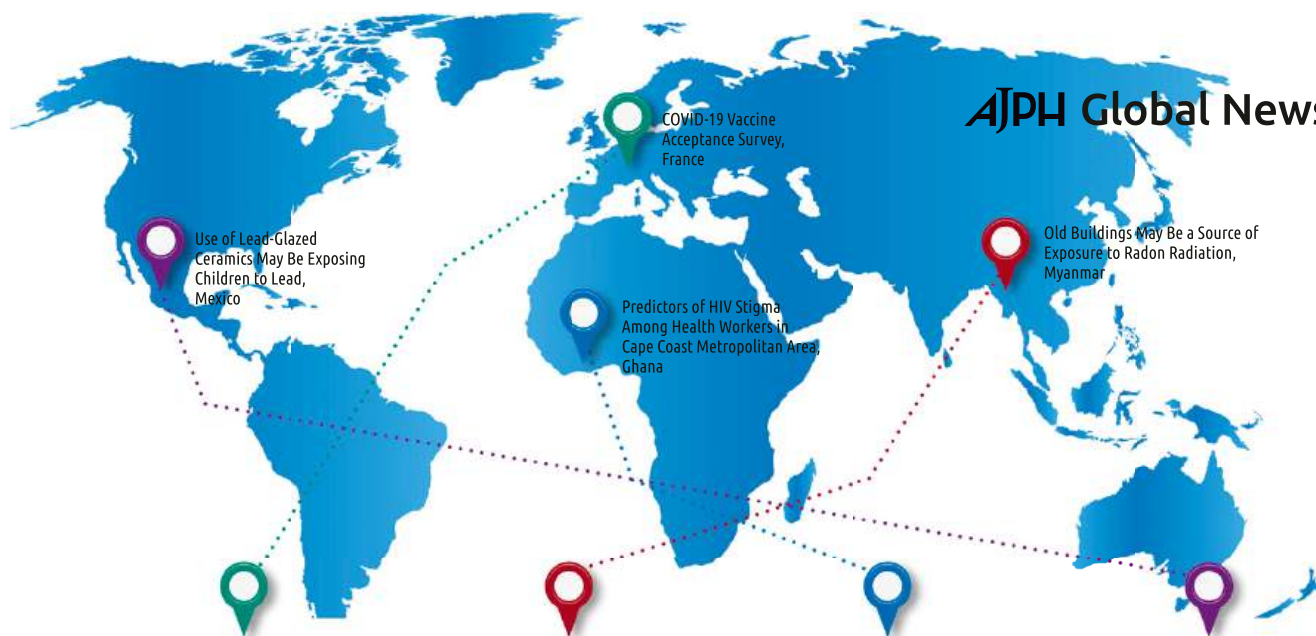 AJPH Global News
COVID-19 Vaccine
Acceptance Survey,
France
Use of Lead-Glazed
Ceramics May Be Exposing
Children to Lead,
Mexico
Old Buildings May Be a Source of
Exposure to Radon Radiation,
Myanmar
Predictors of HIV Stigma
Among Health Workers in
Cape Coast Metropolitan Area,
Ghana